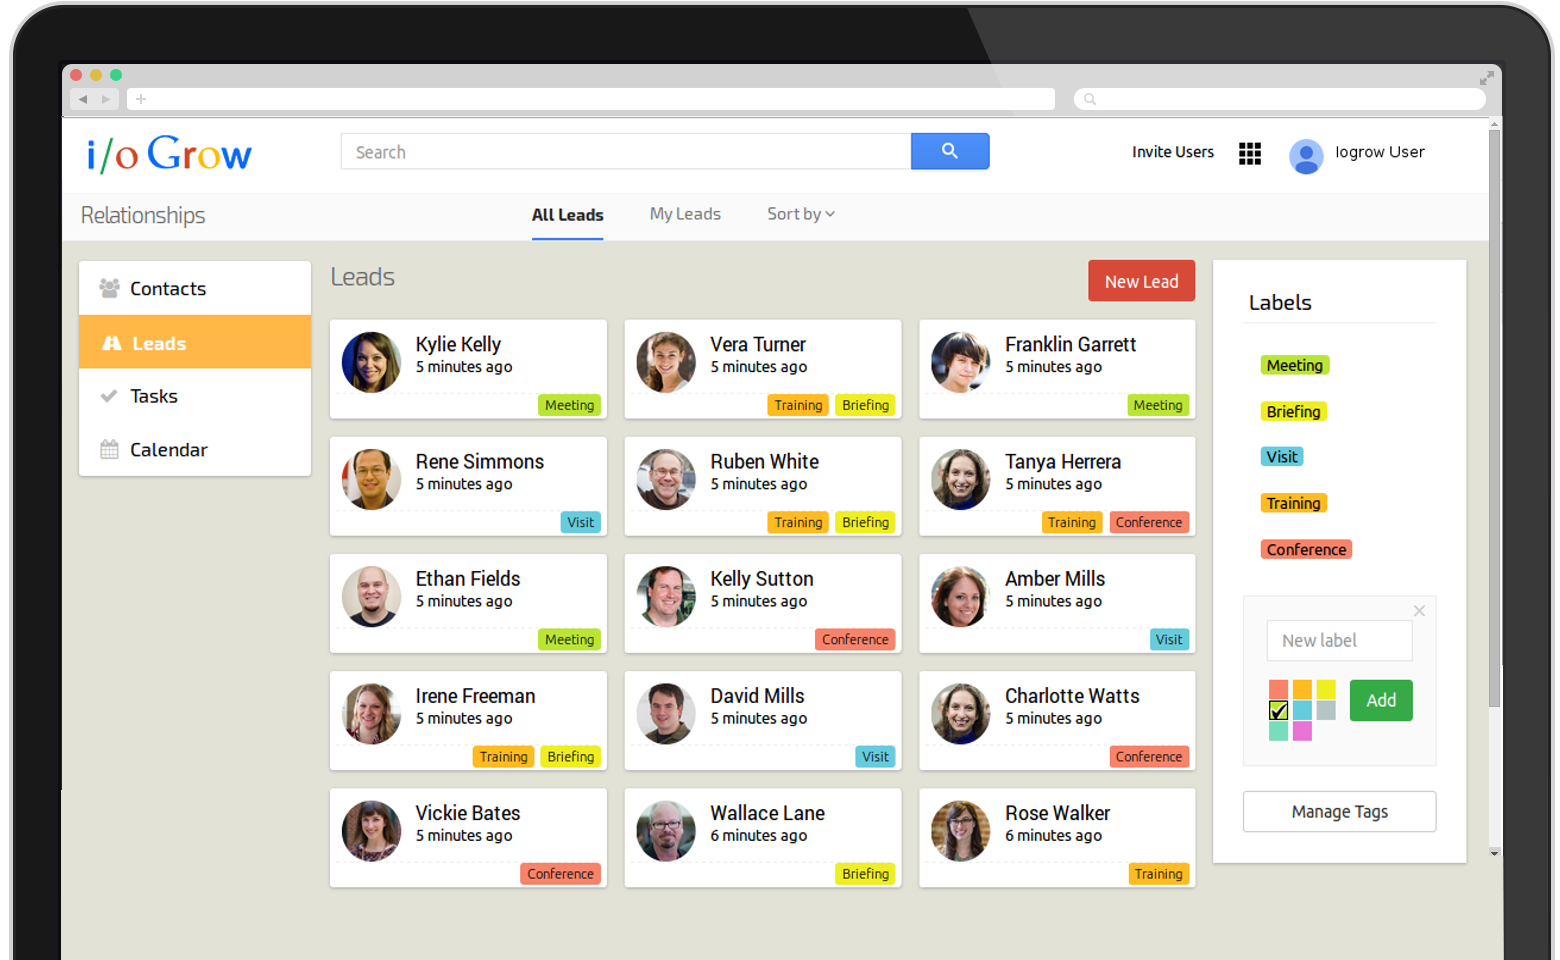 i/o Grow
Search
Invite Users
Iogrow User
Relationships
All Leads
My Leads
Sort by
Contacts
Leads
Tasks
Calendar
Leads
New Lead
Kylie Kelly
5 minutes ago
Meeting
Vera Turner
5 minutes ago
Training Briefing
Franklin Garrett
5 minutes ago
Meeting
Rene Simmons
5 minutes ago
Visit
Ruben White
5 minutes ago
Training Briefing
Tanya Herrera
5 minutes ago
Training Conference
Ethan Fields
5 minutes ago
Meeting
Kelly Sutton
5 minutes ago
Conference
Amber Mills
5 minutes ago
Visit
Irene Freeman
5 minutes ago
Training Briefing
David Mills
5 minutes ago
Visit
Charlotte Watts
5 minutes ago
Conference
Vickie Bates
5 minutes ago
Conference
Wallace Lane
6 minutes ago
Briefing
Rose Walker
6 minutes ago
Training
Labels
Meeting
Briefing
Visit
Training
Conference
New label
Add
Manage Tags